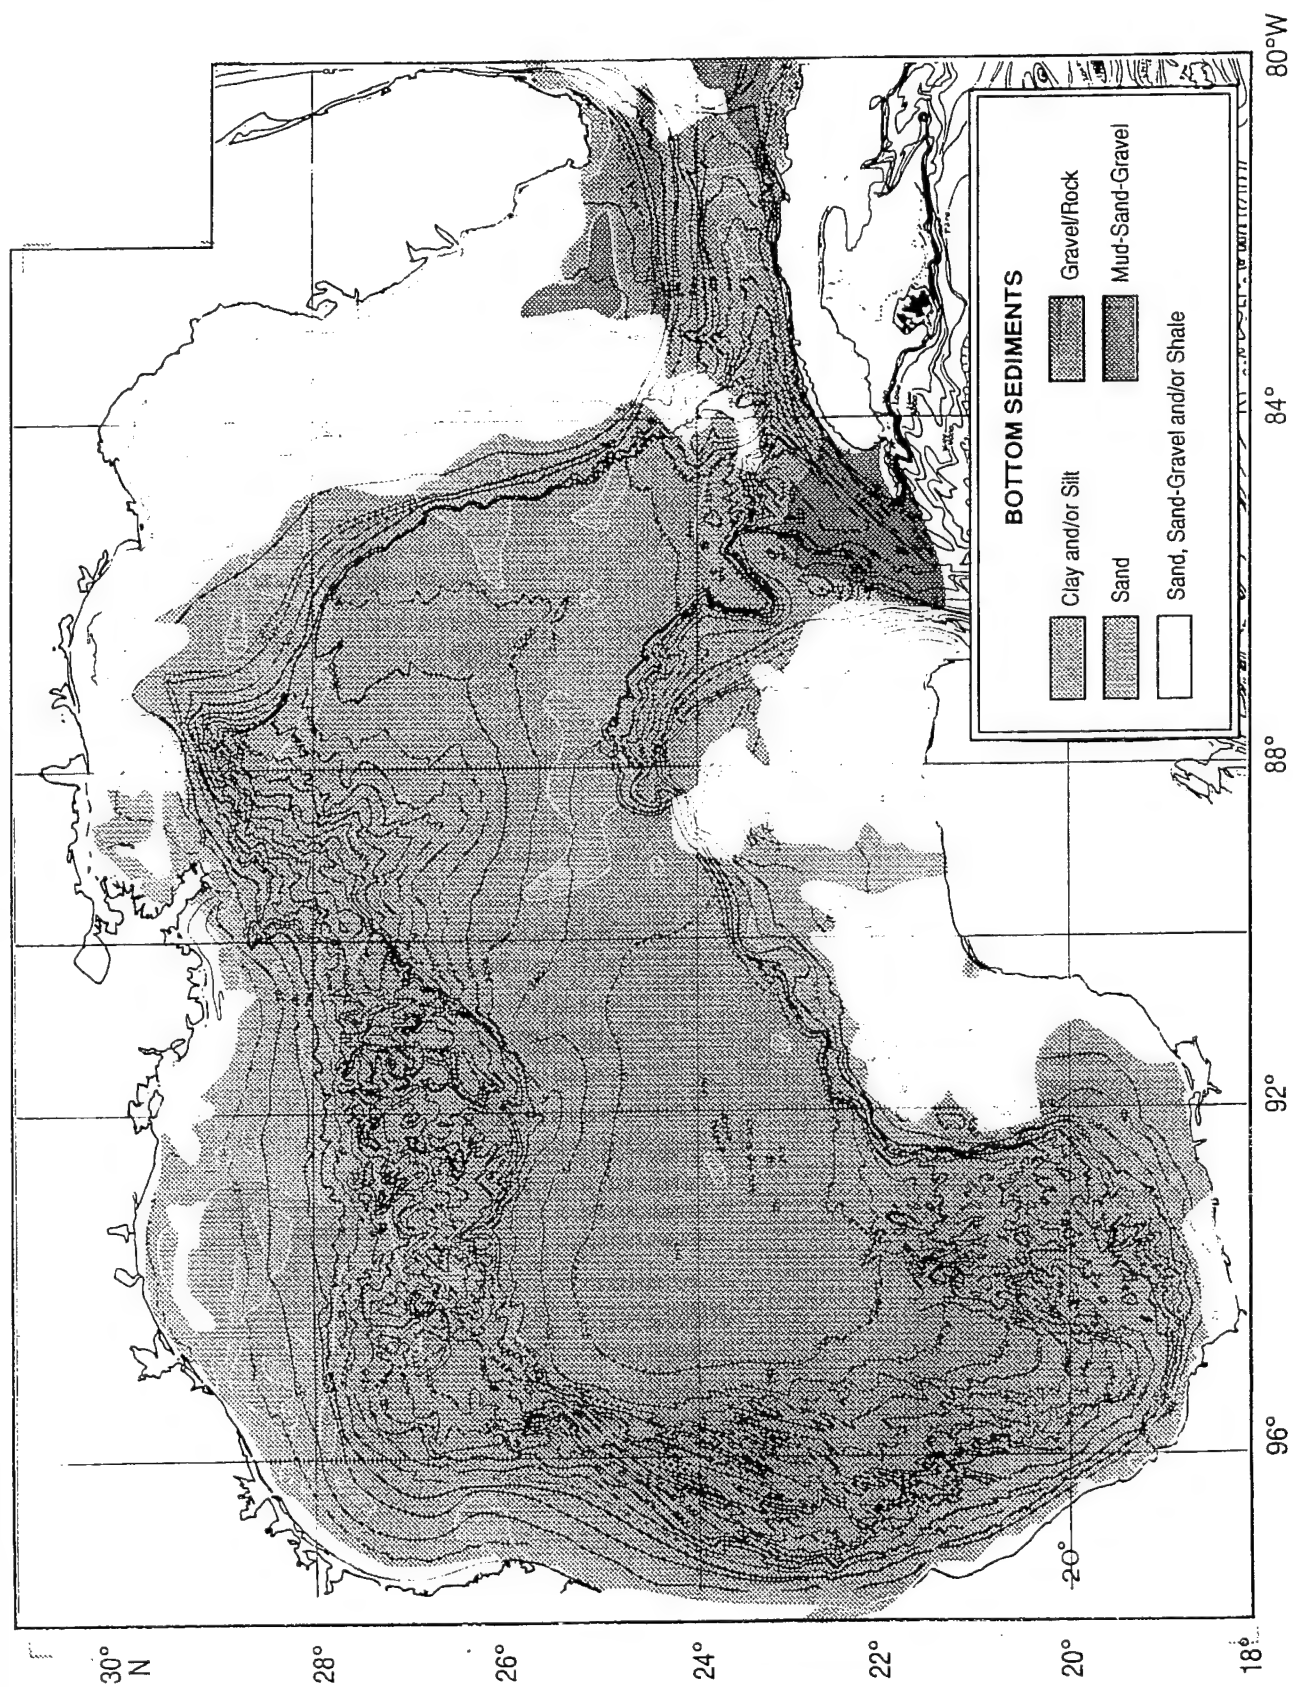 BOTTOM SEDIMENTS
Clay and/or Silt
Sand
Sand, Sand-Gravel and/or Shale
Gravel/Rock
Mud-Sand-Gravel
30°
N
28°
26°
24°
22°
20°
18°
20°
96°
92°
88°
84°
80°W